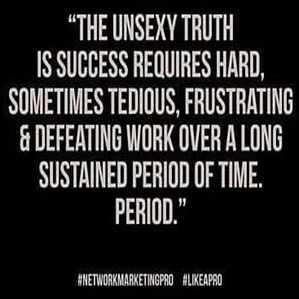 “THE UNSEXY TRUTH
IS SUCCESS REQUIRES HARD,
SOMETIMES TEDIOUS, FRUSTRATING
& DEFEATING WORK OVER A LONG
SUSTAINED PERIOD OF TIME.
PERIOD.”
#NETWORKMARKETINGPRO #LIKEAPRO